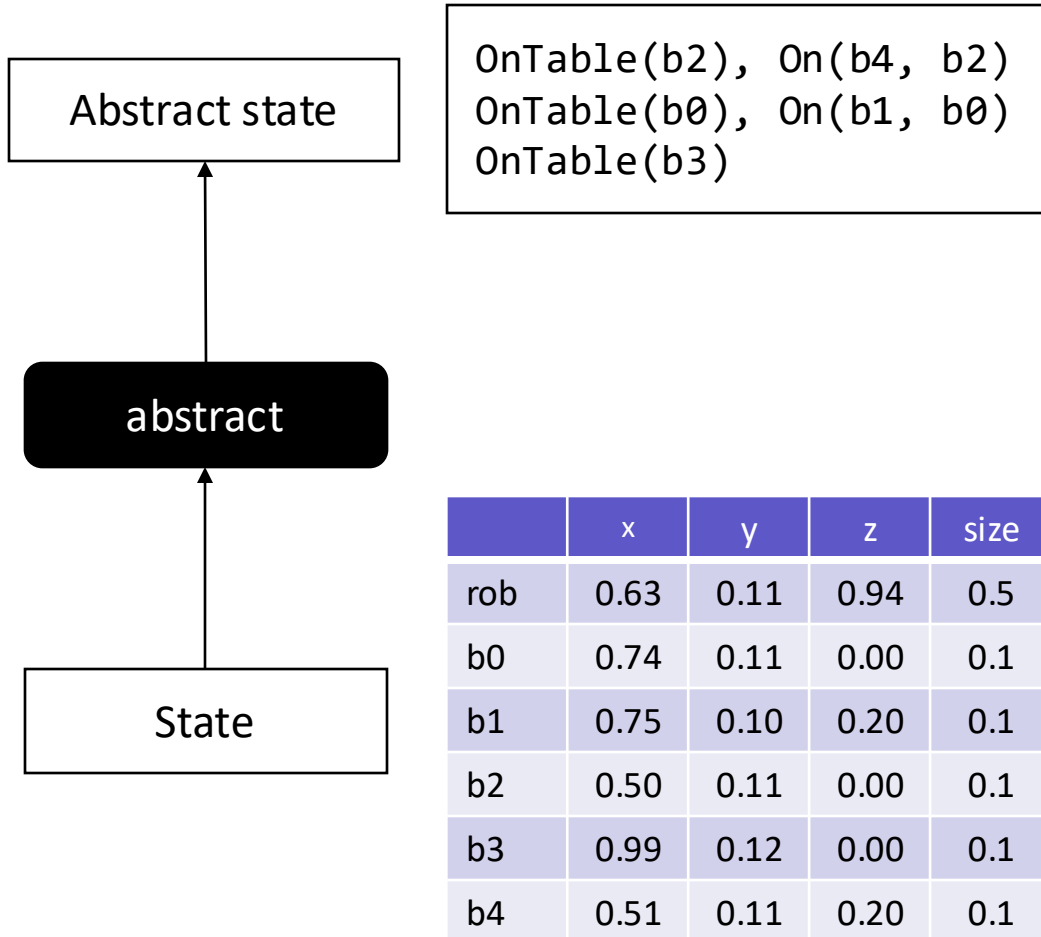 Abstract state
OnTable(b2), On(b4, b2)
OnTable(b0), On(b1, b0)
OnTable(b3)
abstract
State
x y z size
rob 0.63 0.11 0.94 0.5
b0 0.74 0.11 0.00 0.1
b1 0.75 0.10 0.20 0.1
b2 0.50 0.11 0.00 0.1
b3 0.99 0.12 0.00 0.1
b4 0.51 0.11 0.20 0.1